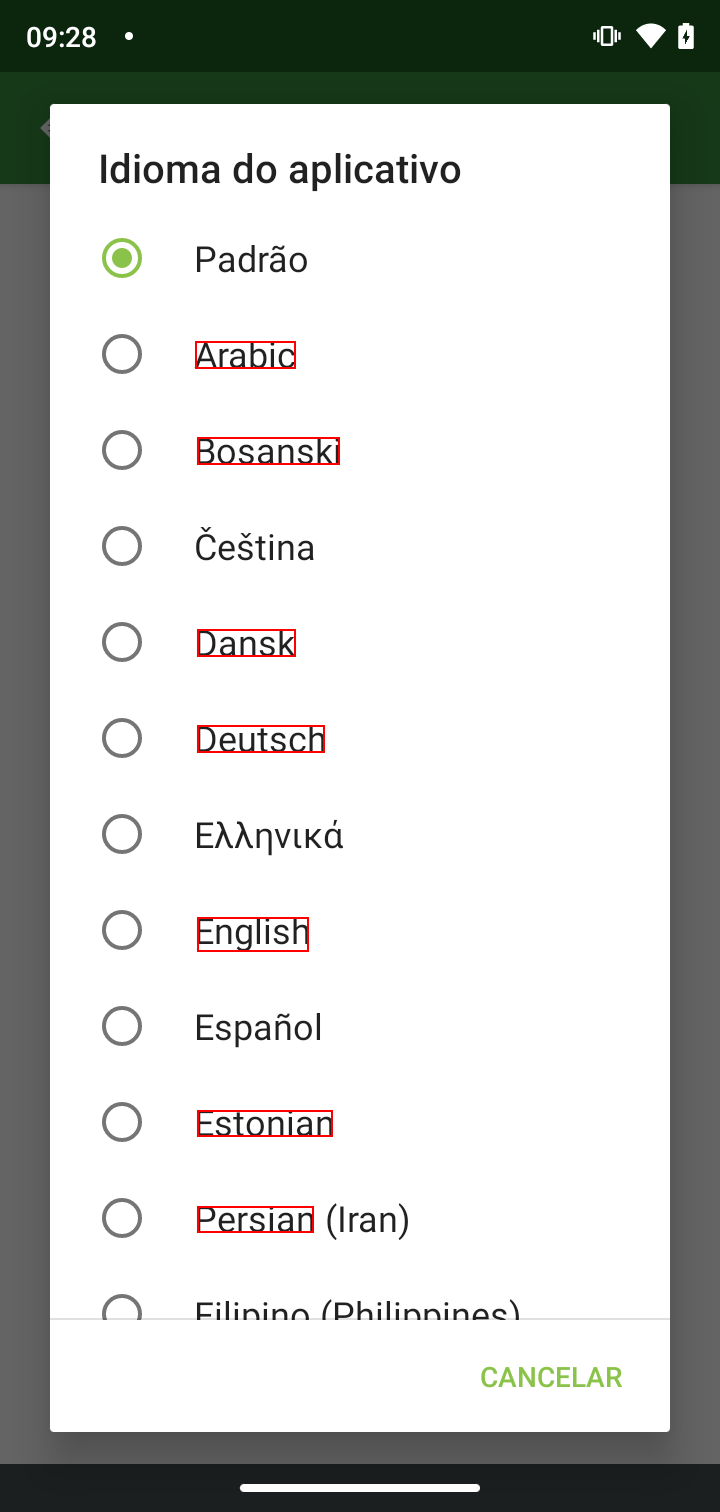 09:28
Idioma do aplicativo
Padrão
Arabic
Bosanski
Čeština
Dansk
Deutsch
Ελληνικά
English
Español
Estonian
Persian (Iran)
Filipino (Philippines)
CANCELAR